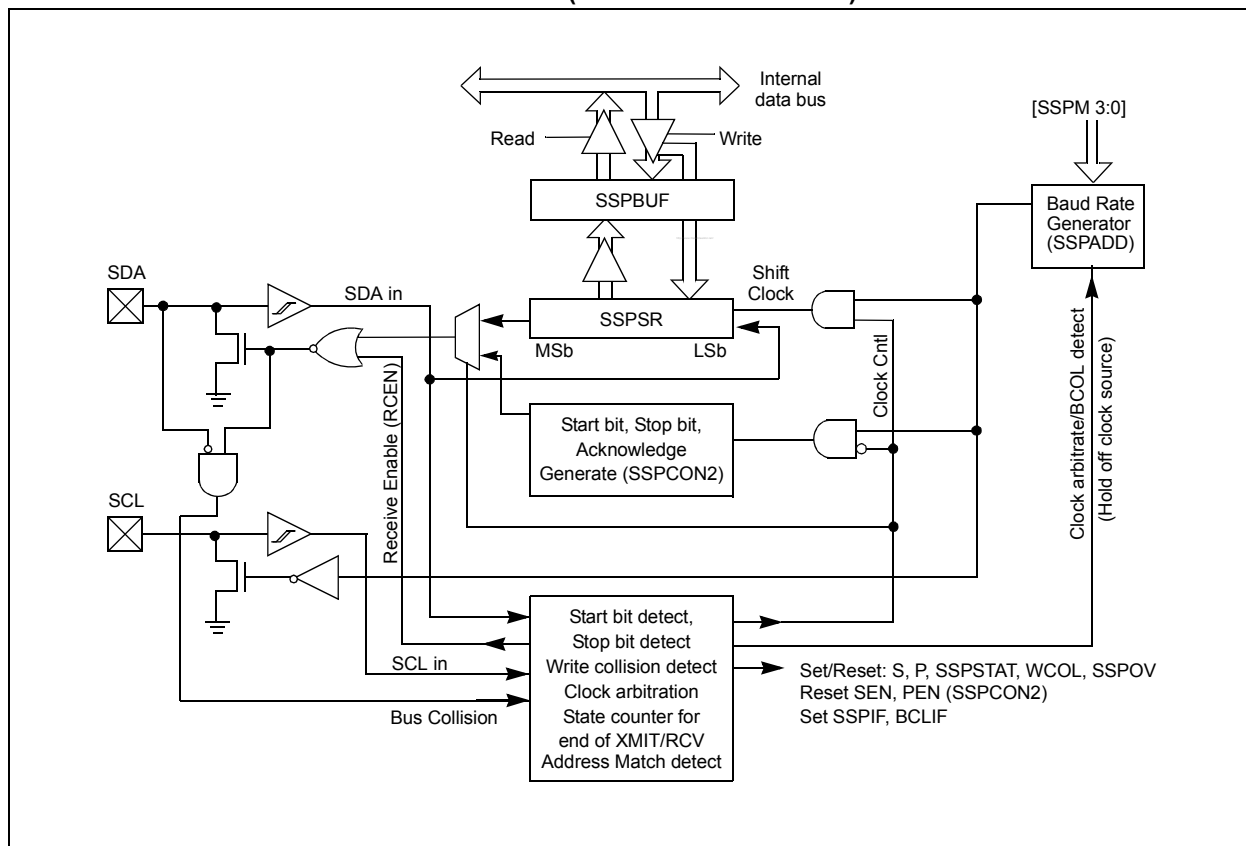 Internal
data bus
[SSPM 3:0]
Read
Write
SSPBUF
Baud Rate
Generator
(SSPADD)
SDA
Shift
Clock
SDA in
SSPSR
MSb
LSb
Receive Enable (RCEN)
Clock Cntl
Clock arbitrate/BCOL detect
(Hold off clock source)
Start bit, Stop bit,
Acknowledge
Generate (SSPCON2)
SCL
SCL in
Bus Collision
Start bit detect,
Stop bit detect
Write collision detect
Clock arbitration
State counter for
end of XMIT/RCV
Address Match detect
Set/Reset: S, P, SSPSTAT, WCOL, SSPOV
Reset SEN, PEN (SSPCON2)
Set SSPIF, BCLIF